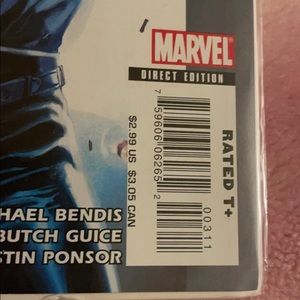 MARVEL
DIRECT EDITION
RATED T+
$2.99 US $3.05 CAN
7 59606 06265 2
00311
HAEL BENDIS
BUTCH GUICE
STIN PONSOR